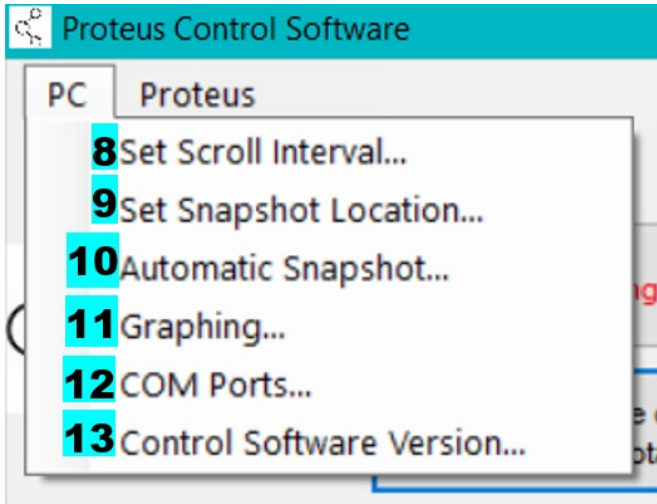 Proteus Control Software
PC Proteus
8 Set Scroll Interval...
9 Set Snapshot Location...
10 Automatic Snapshot...
11 Graphing...
12 COM Ports...
13 Control Software Version...